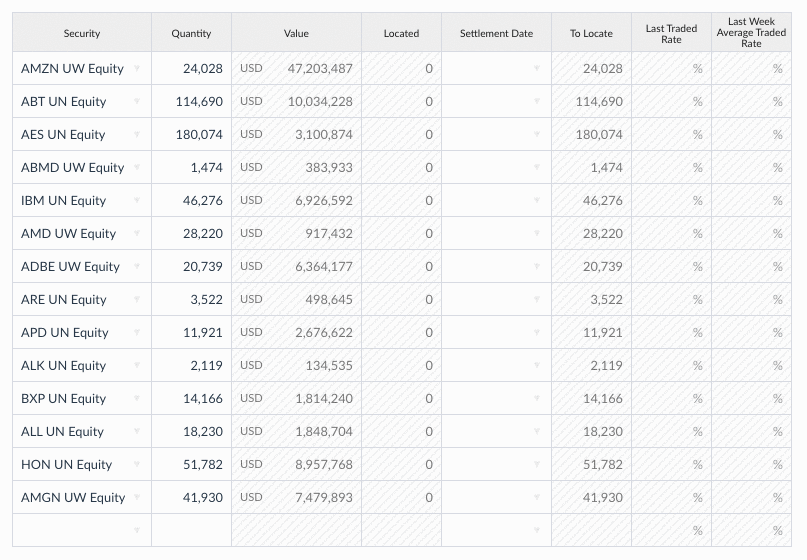 Security Quantity Value Located Settlement Date To Locate Last Traded Rate Last Week Average Traded Rate
AMZN UW Equity 24,028 USD 47,203,487 0 24,028 % %
ABT UN Equity 114,690 USD 10,034,228 0 114,690 % %
AES UN Equity 180,074 USD 3,100,874 0 180,074 % %
ABMD UW Equity 1,474 USD 383,933 0 1,474 % %
IBM UN Equity 46,276 USD 6,926,592 0 46,276 % %
AMD UW Equity 28,220 USD 917,432 0 28,220 % %
ADBE UW Equity 20,739 USD 6,364,177 0 20,739 % %
ARE UN Equity 3,522 USD 498,645 0 3,522 % %
APD UN Equity 11,921 USD 2,676,622 0 11,921 % %
ALK UN Equity 2,119 USD 134,535 0 2,119 % %
BXP UN Equity 14,166 USD 1,814,240 0 14,166 % %
ALL UN Equity 18,230 USD 1,848,704 0 18,230 % %
HON UN Equity 51,782 USD 8,957,768 0 51,782 % %
AMGN UW Equity 41,930 USD 7,479,893 0 41,930 % %
% %